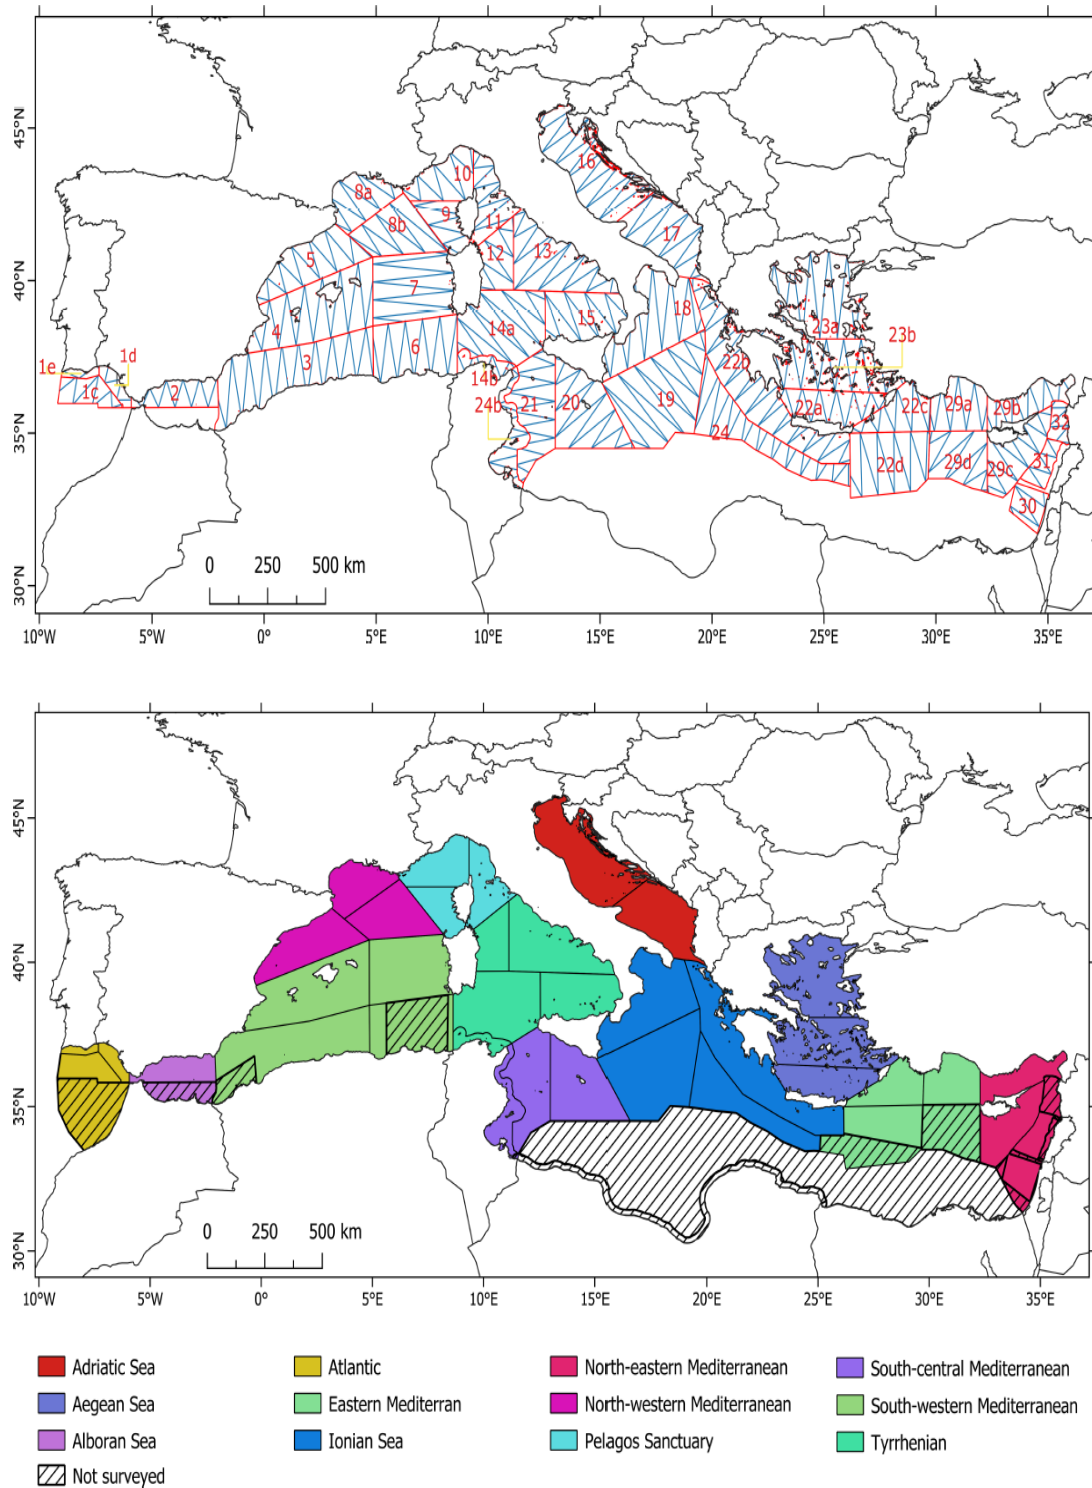 45°N
40°N
35°N
30°N
16
10
8a
9
8b
11
17
5
12
13
7
18
4
14a
15
23a
23b
1d
3
6
22b
1e
1c
2
14b
24b
21
20
19
22a
22c
29a
29b
32
24
22d
29d
29c
31
30
0 250 500 km
10°W 5°W 0° 5°E 10°E 15°E 20°E 25°E 30°E 35°E
45°N
40°N
35°N
30°N
0 250 500 km
10°W 5°W 0° 5°E 10°E 15°E 20°E 25°E 30°E 35°E
Adriatic Sea Atlantic North-eastern Mediterranean South-central Mediterranean
Aegean Sea Eastern Mediterran North-western Mediterranean South-western Mediterranean
Alboran Sea Ionian Sea Pelagos Sanctuary Tyrrhenian
Not surveyed